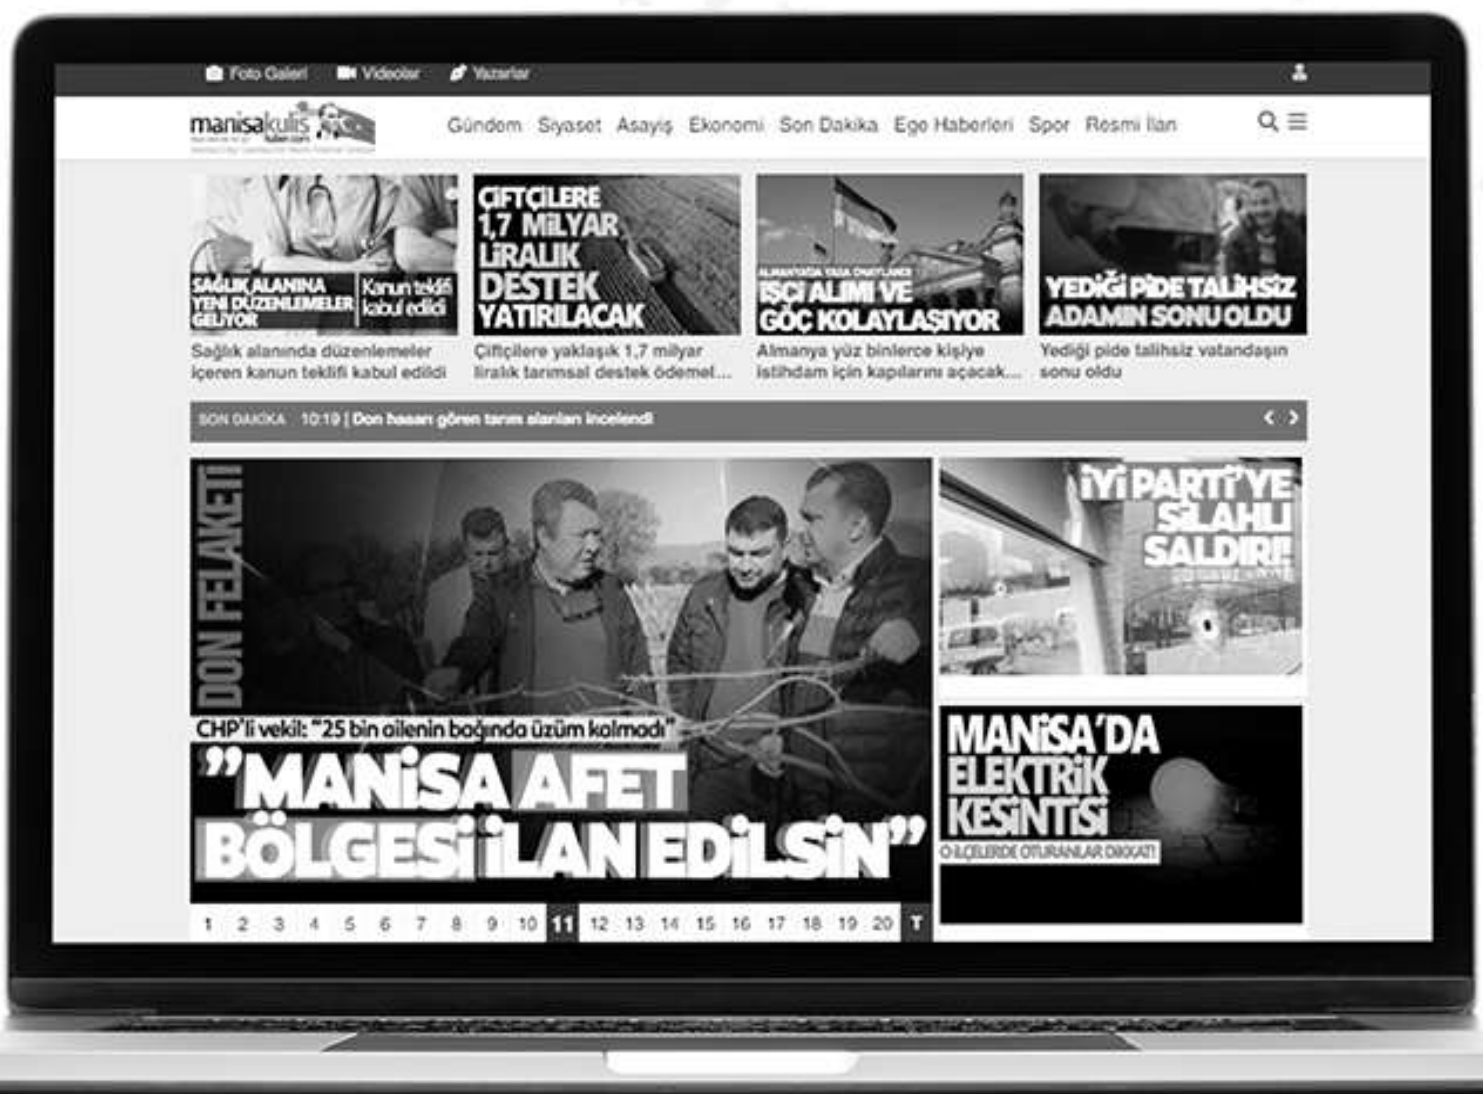 Foto Galeri Videolar Yazarlar
manisakulis
haber.com
Gündem Siyaset Asayiş Ekonomi Son Dakika Ege Haberleri Spor Resmi İlan
SAĞLIK ALANINA
YENİ DÜZENLEMELER
GELİYOR
Kanun teklifi
kabul edildi
Sağlık alanında düzenlemeler
içeren kanun teklifi kabul edildi
ÇİFTÇİLERE
1,7 MİLYAR
LİRALIK
DESTEK
YATIRILACAK
Çiftçilere yaklaşık 1,7 milyar
liralık tarımsal destek ödemel...
ALMANYA'DA YASA ONAYLANDI
İŞÇİ ALIMI VE
GÖÇ KOLAYLAŞIYOR
Almanya yüz binlerce kişiye
istihdam için kapılarını açacak...
YEDİĞİ PİDE TALİHSİZ
ADAMIN SONU OLDU
Yediği pide talihsiz vatandaşın
sonu oldu
SON DAKİKA 10:19 | Don hasarı gören tarım alanları incelendi
DON FELAKETİ
CHP'li vekil: "25 bin ailenin bağında üzüm kalmadı"
"MANİSA AFET
BÖLGESİ İLAN EDİLSİN"
1 2 3 4 5 6 7 8 9 10 11 12 13 14 15 16 17 18 19 20 T
İYİ PARTİ'YE
SİLAHLI
SALDIRI!
MANİSA'DA
ELEKTRİK
KESİNTİSİ
O İLÇELERDE OTURANLAR DİKKAT!